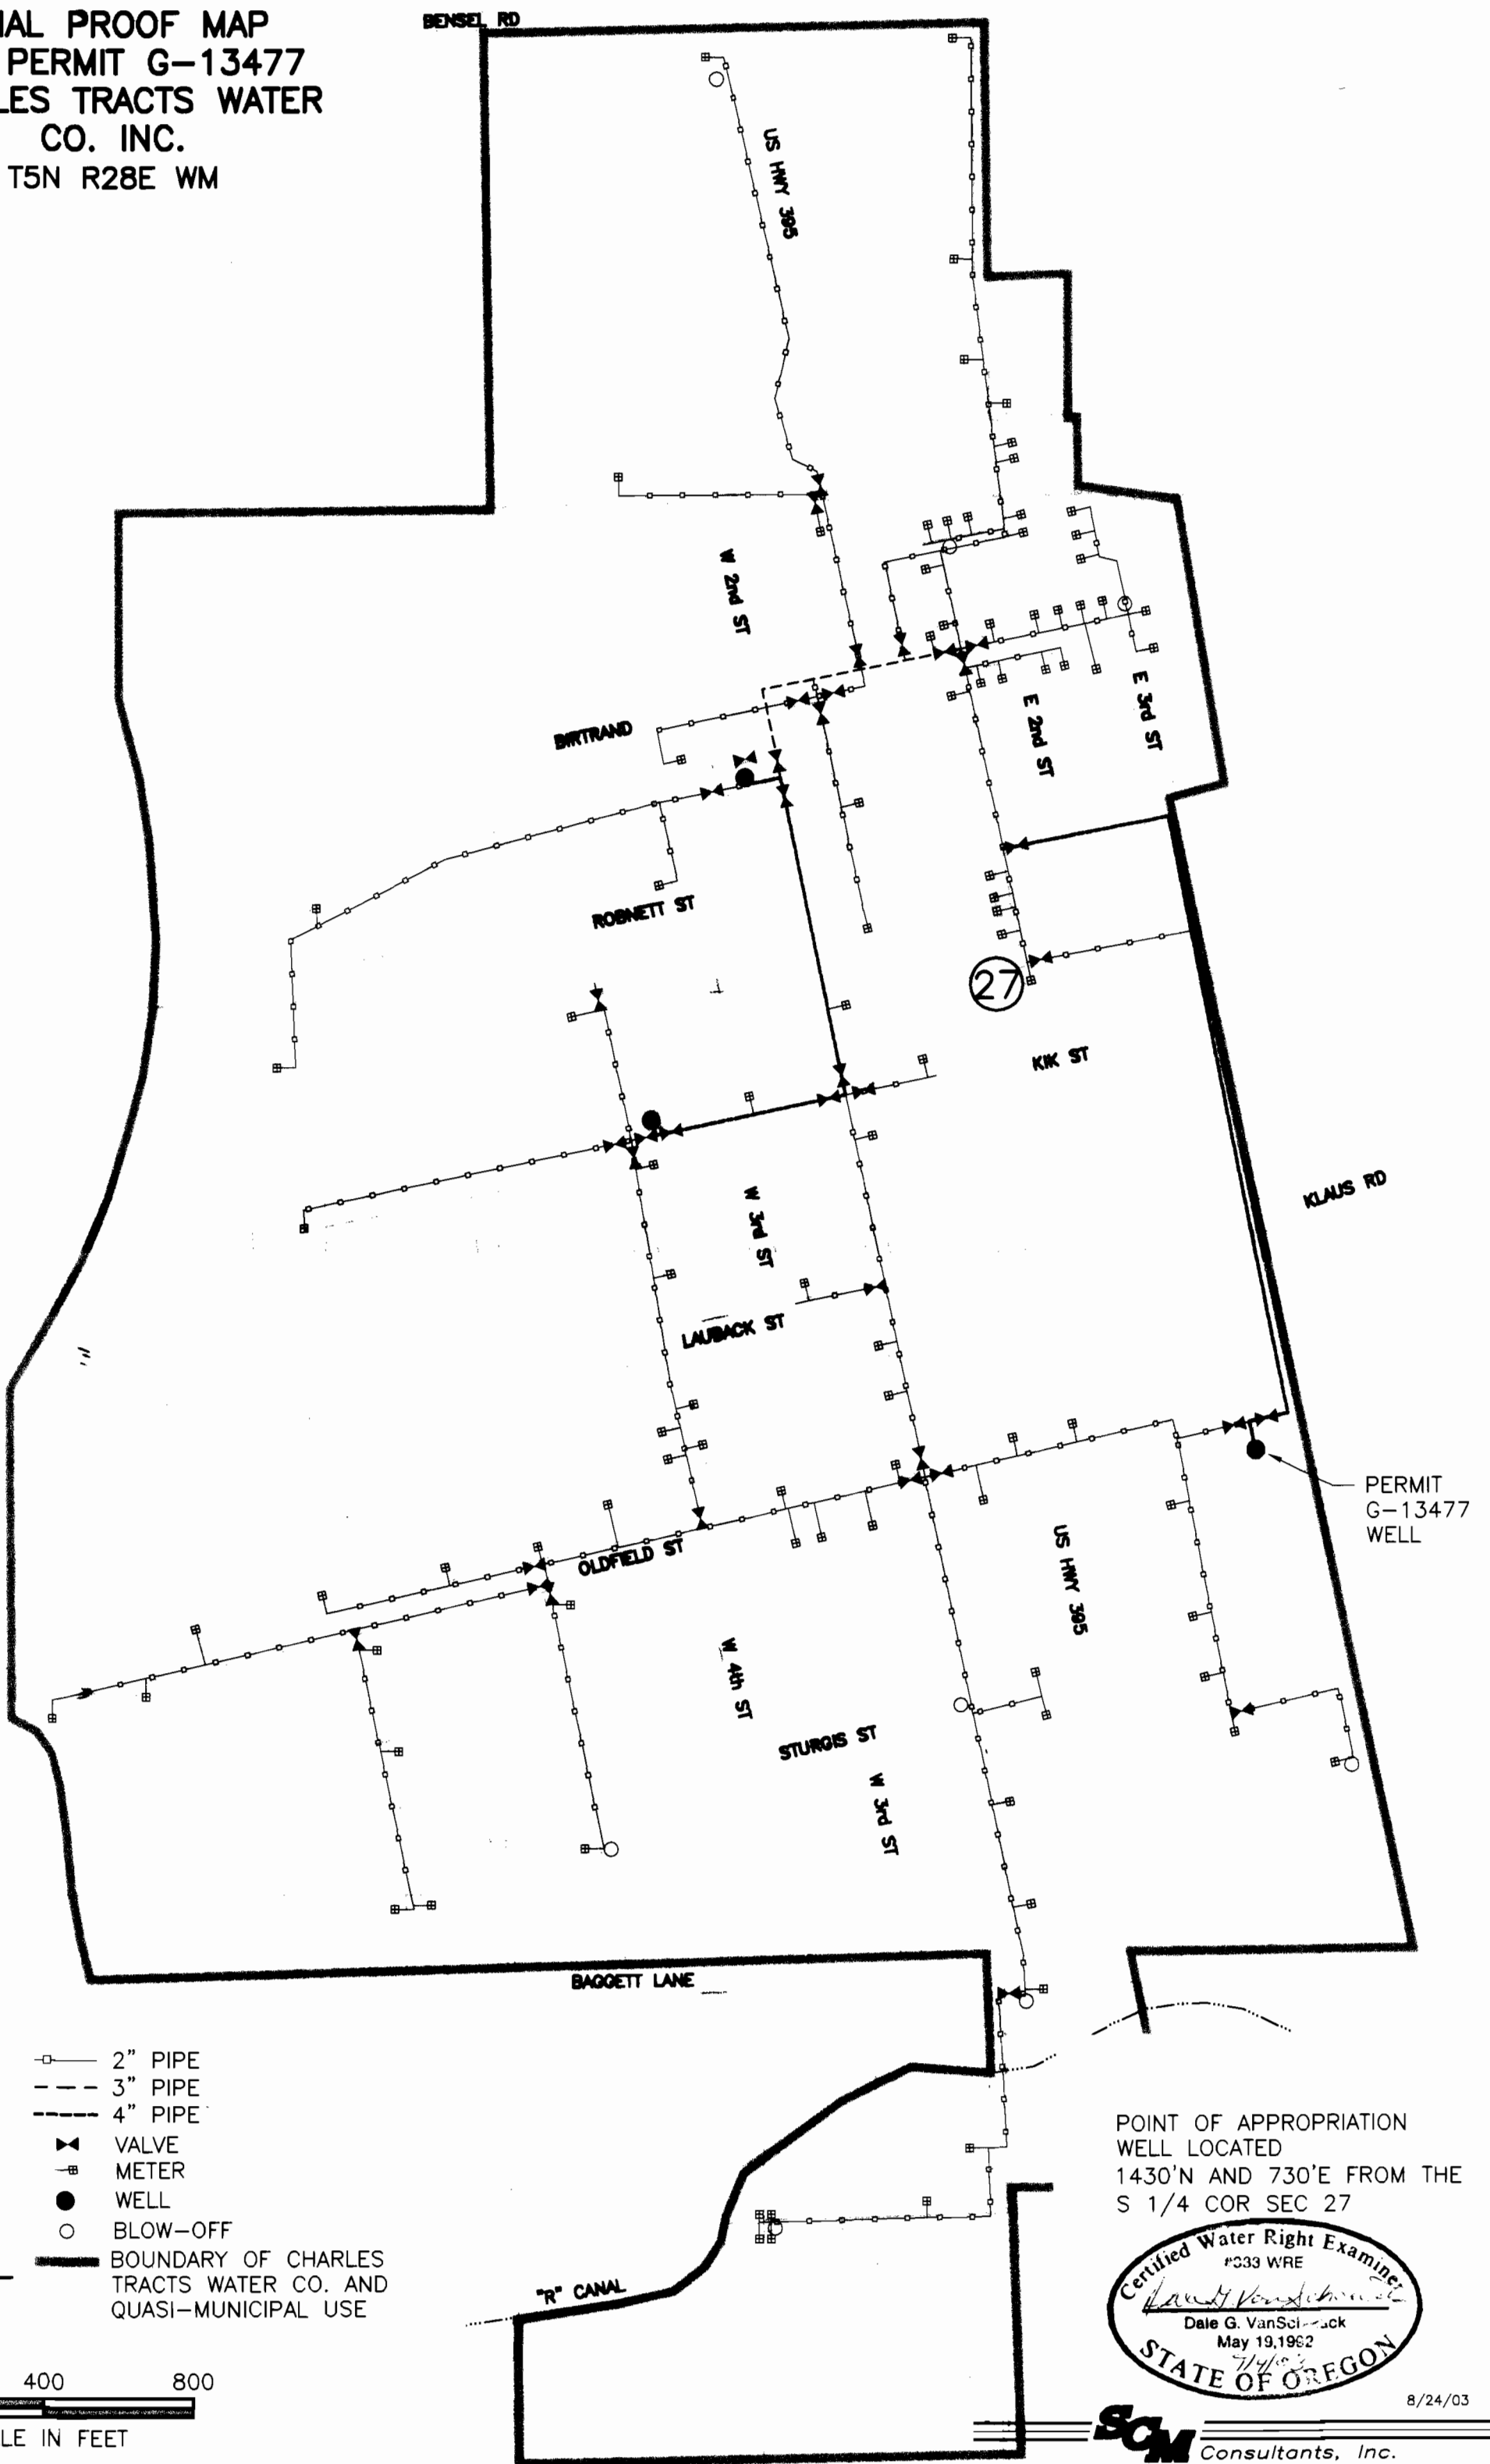 PROOF MAP
PERMIT G-13477
TRACTS WATER
CO. INC.
T5N R28E WM
BENSEL RD
US HWY 395
W 2nd ST
BIRTRAND
E 2nd ST
E 3rd ST
ROBNETT ST
27
KIK ST
KLAUS RD
W 3rd ST
LAUBACK ST
PERMIT
G-13477
WELL
OLDFIELD ST
US HWY 395
W 4th ST
STURGIS ST
W 3rd ST
BAGGETT LANE
2" PIPE
3" PIPE
4" PIPE
VALVE
METER
WELL
BLOW-OFF
BOUNDARY OF CHARLES
TRACTS WATER CO. AND
QUASI-MUNICIPAL USE
"R" CANAL
400 800
IN FEET
POINT OF APPROPRIATION
WELL LOCATED
1430'N AND 730'E FROM THE
S 1/4 COR SEC 27
Certified Water Right Examiner
WRE
Dale G.
May
STATE OF OREGON
8/24/03
SCM
Consultants, Inc.